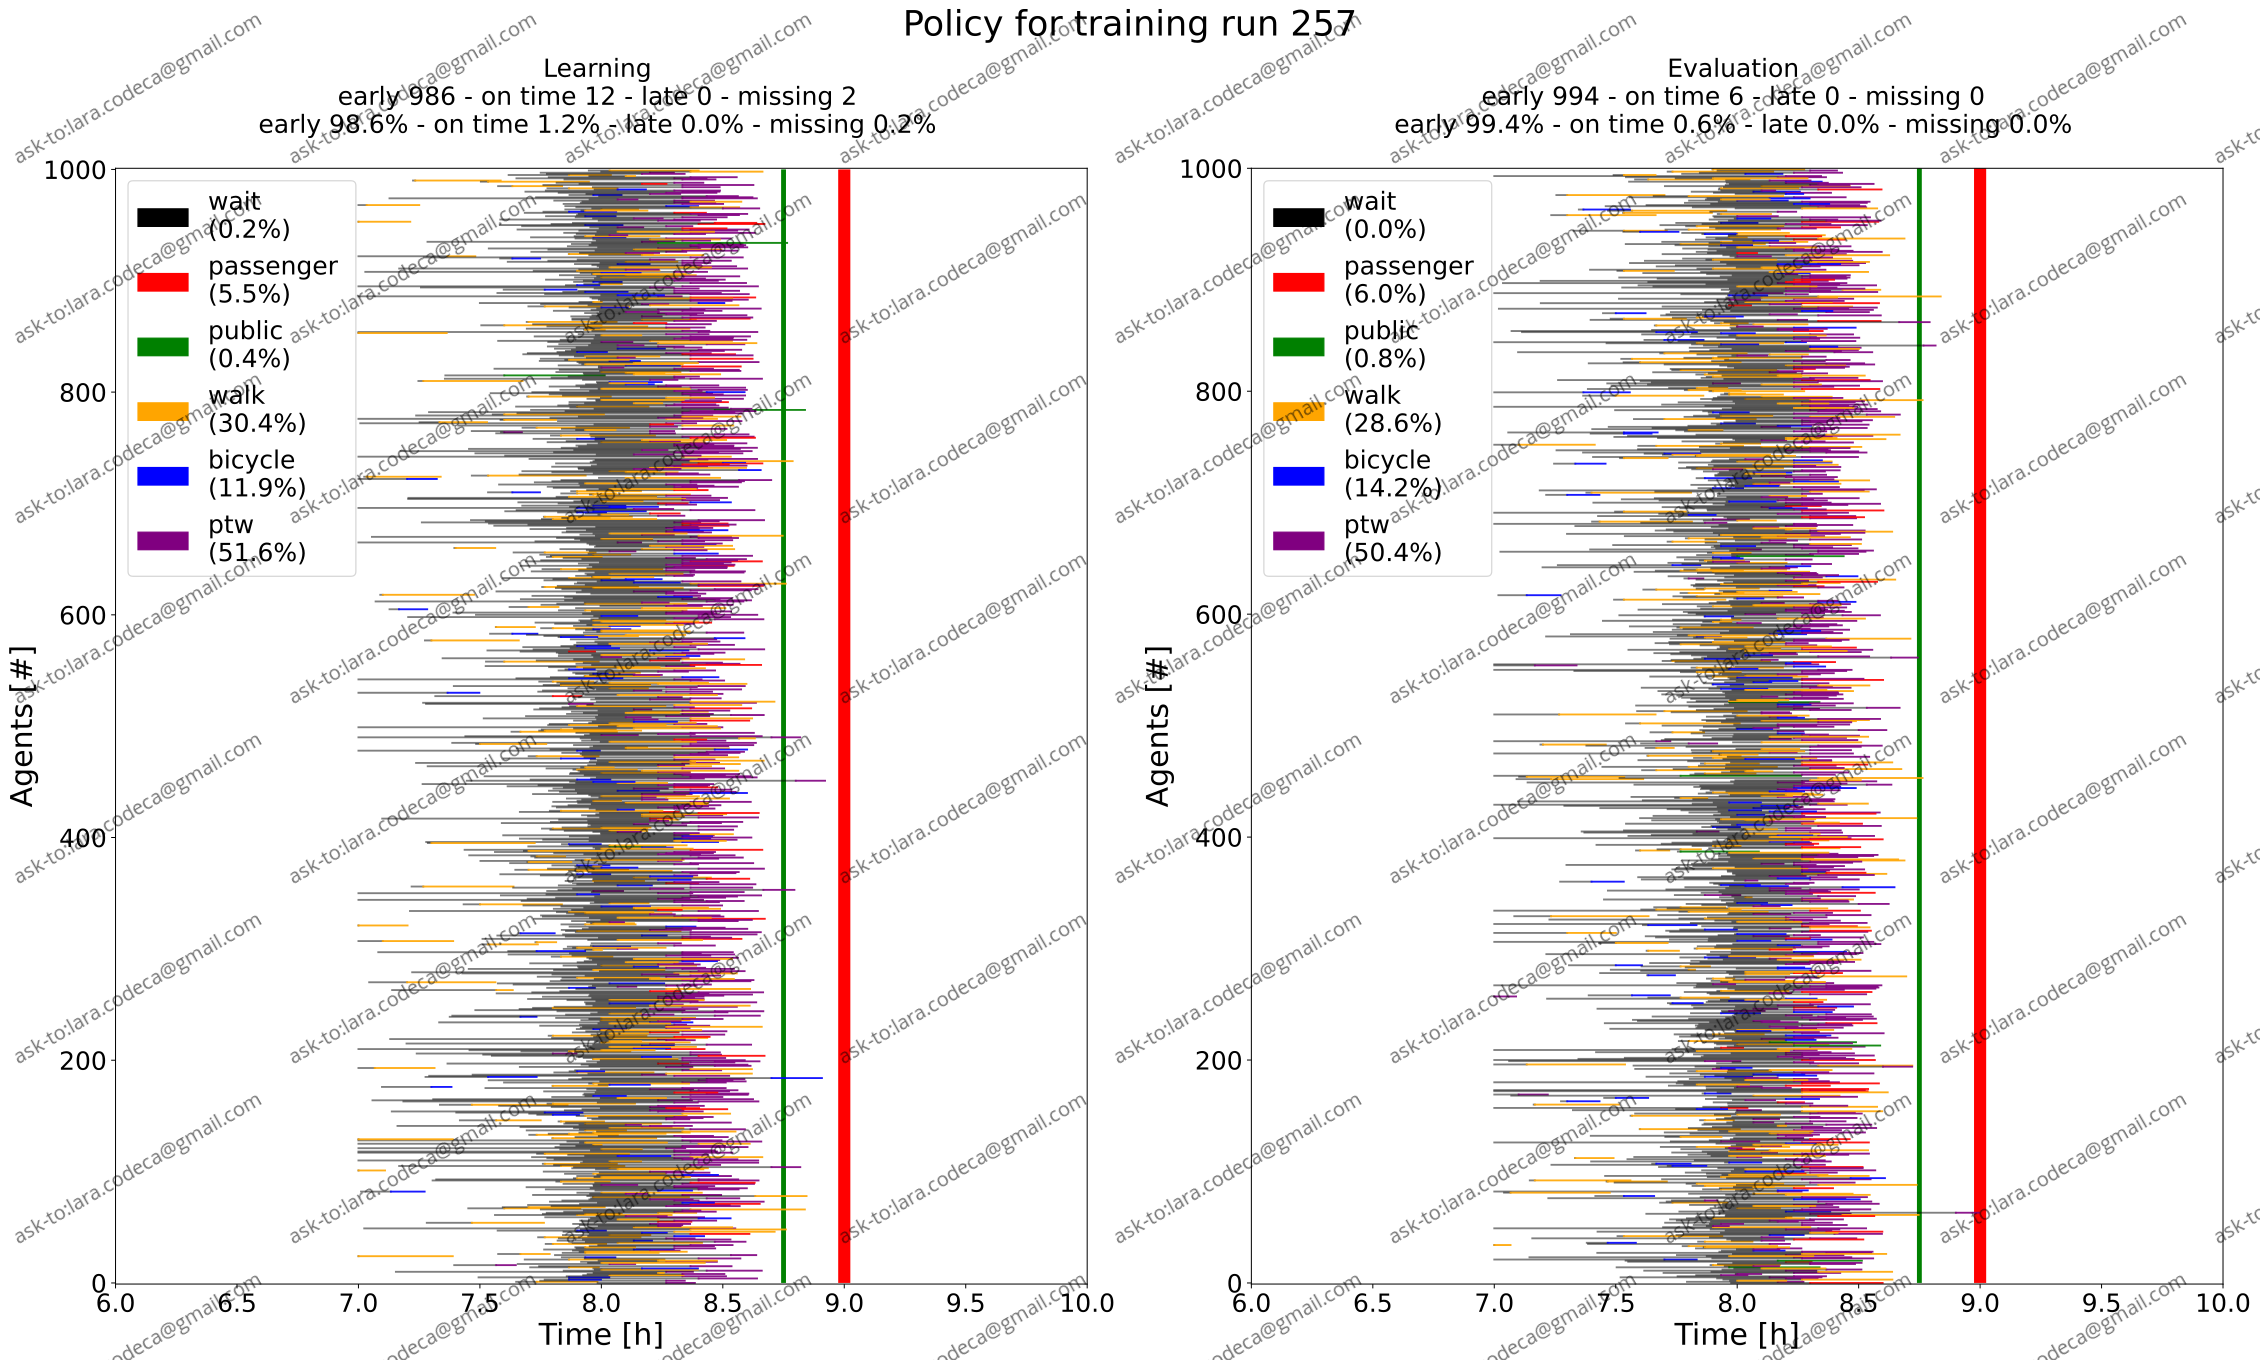 Policy for training run 257
Learning
early 986 - on time 12 - late 0 - missing 2
early 98.6% - on time 1.2% - late 0.0% - missing 0.2%
Evaluation
early 994 - on time 6 - late 0 - missing 0
early 99.4% - on time 0.6% - late 0.0% - missing 0.0%
wait
(0.2%)
passenger
(5.5%)
public
(0.4%)
walk
(30.4%)
bicycle
(11.9%)
ptw
(51.6%)
1000
800
600
400
200
0
Agents [#]
6.0 6.5 7.0 7.5 8.0 8.5 9.0 9.5 10.0
Time [h]
wait
(0.0%)
passenger
(6.0%)
public
(0.8%)
walk
(28.6%)
bicycle
(14.2%)
ptw
(50.4%)
1000
800
600
400
200
0
Agents [#]
6.0 6.5 7.0 7.5 8.0 8.5 9.0 9.5 10.0
Time [h]
ask-to:lara.codeca@gmail.com